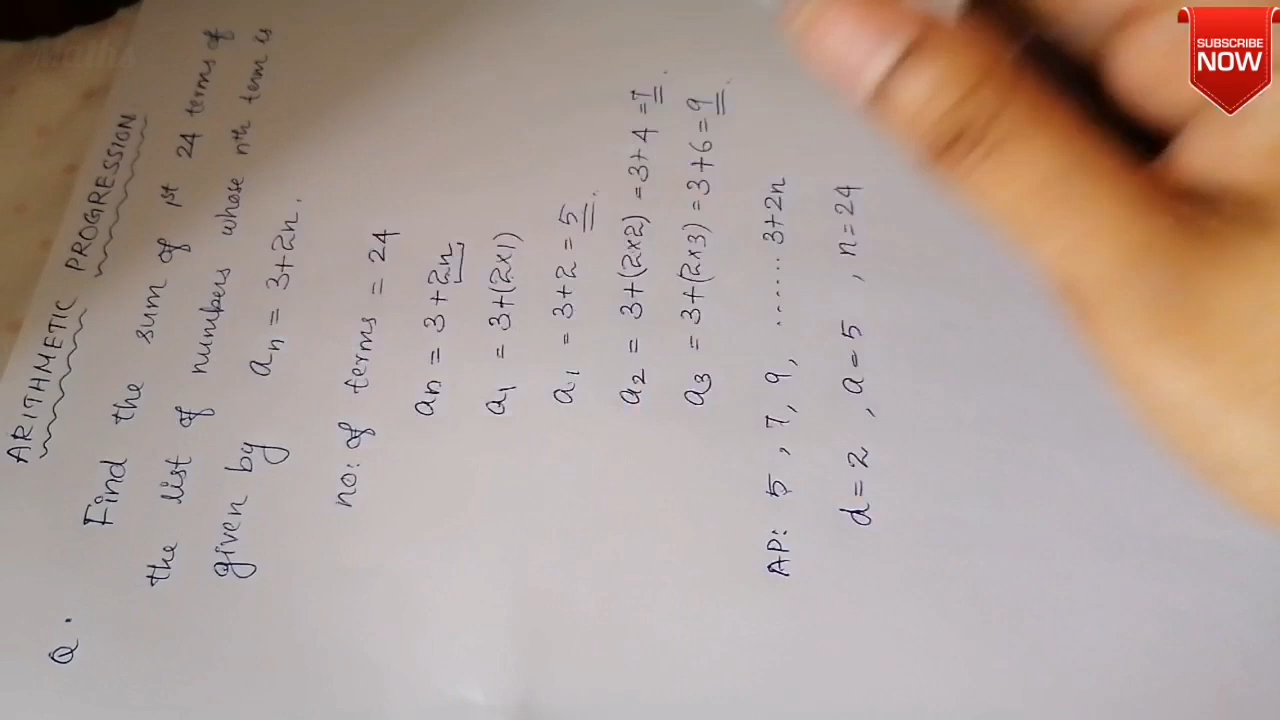 ARITHMETIC PROGRESSION
Q. Find the sum of 1st 24 terms of
the list of numbers whose nth term is
given by an = 3+2n.
no: of terms = 24
an = 3+2n
a1 = 3+(2×1)
a1 = 3+2 = 5.
a2 = 3+(2×2) = 3+4 = 7.
a3 = 3+(2×3) = 3+6 = 9.
AP: 5, 7, 9, ...... 3+2n
d=2, a=5, n=24
SUBSCRIBE
NOW
maths